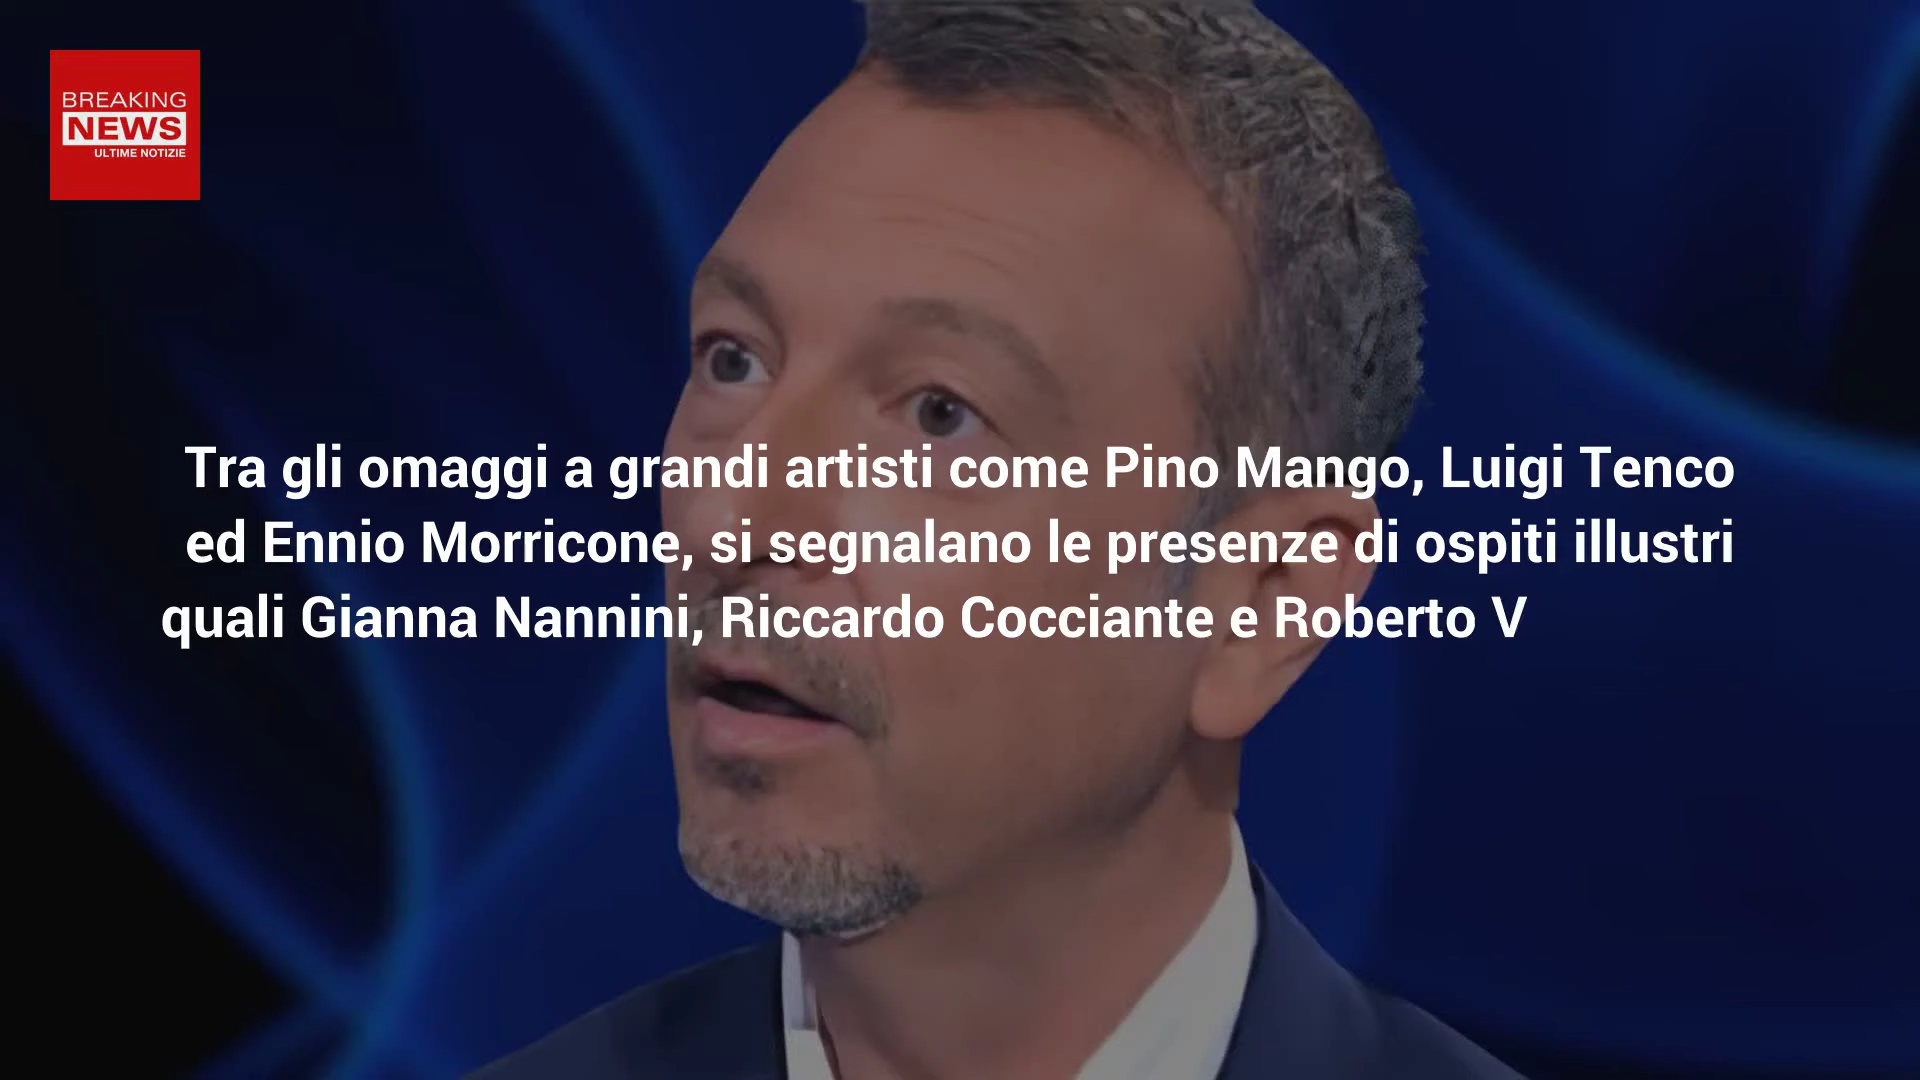 BREAKING
NEWS
ULTIME NOTIZIE
Tra gli omaggi a grandi artisti come Pino Mango, Luigi Tenco
ed Ennio Morricone, si segnalano le presenze di ospiti illustri
quali Gianna Nannini, Riccardo Cocciante e Roberto V